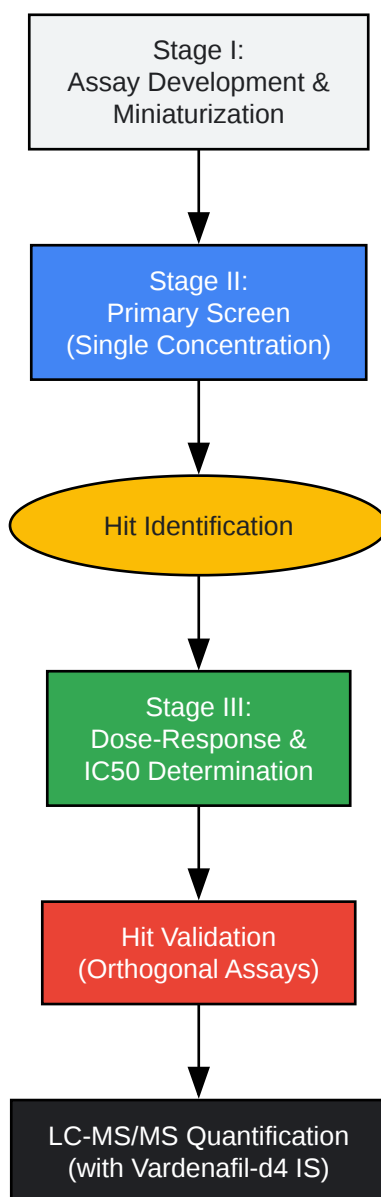 Stage I:
Assay Development &
Miniaturization
Stage II:
Primary Screen
(Single Concentration)
Hit Identification
Stage III:
Dose-Response &
IC50 Determination
Hit Validation
(Orthogonal Assays)
LC-MS/MS Quantification
(with Vardenafil-d4 IS)